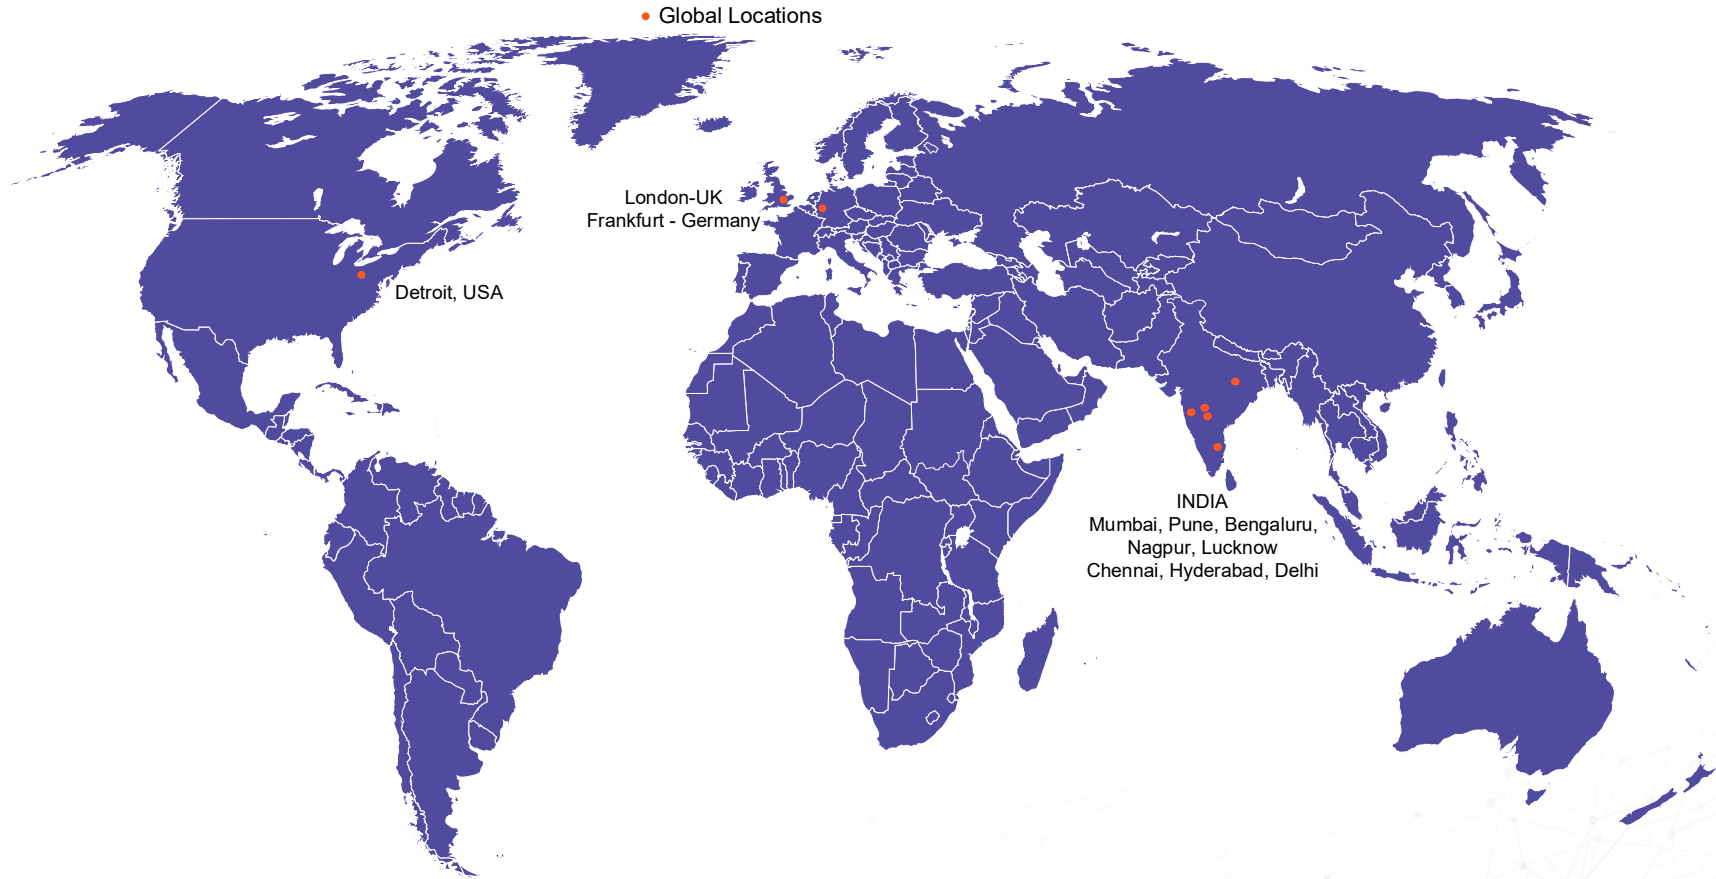 Global Locations
London-UK
Frankfurt - Germany
Detroit, USA
INDIA
Mumbai, Pune, Bengaluru,
Nagpur, Lucknow
Chennai, Hyderabad, Delhi